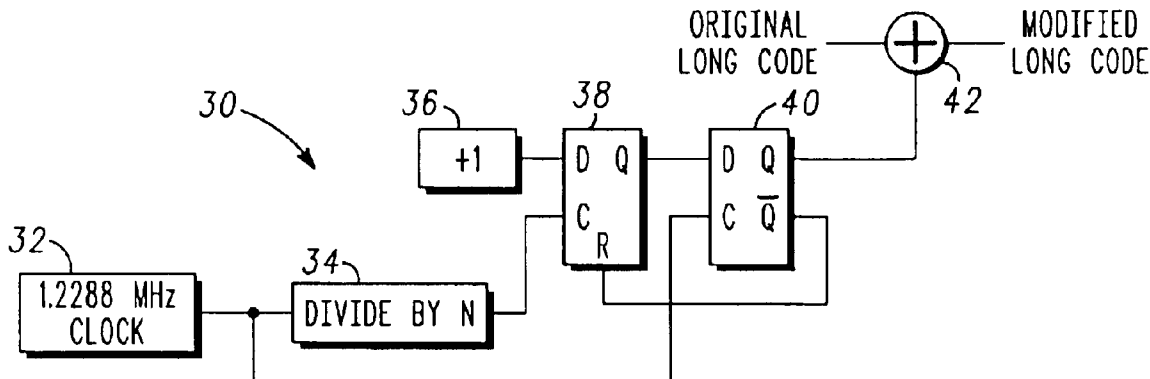 ORIGINAL
LONG CODE
MODIFIED
LONG CODE
42
30
36
38
40
+1
D Q
C
R
D Q
C Q̅
32
1.2288 MHz
CLOCK
34
DIVIDE BY N